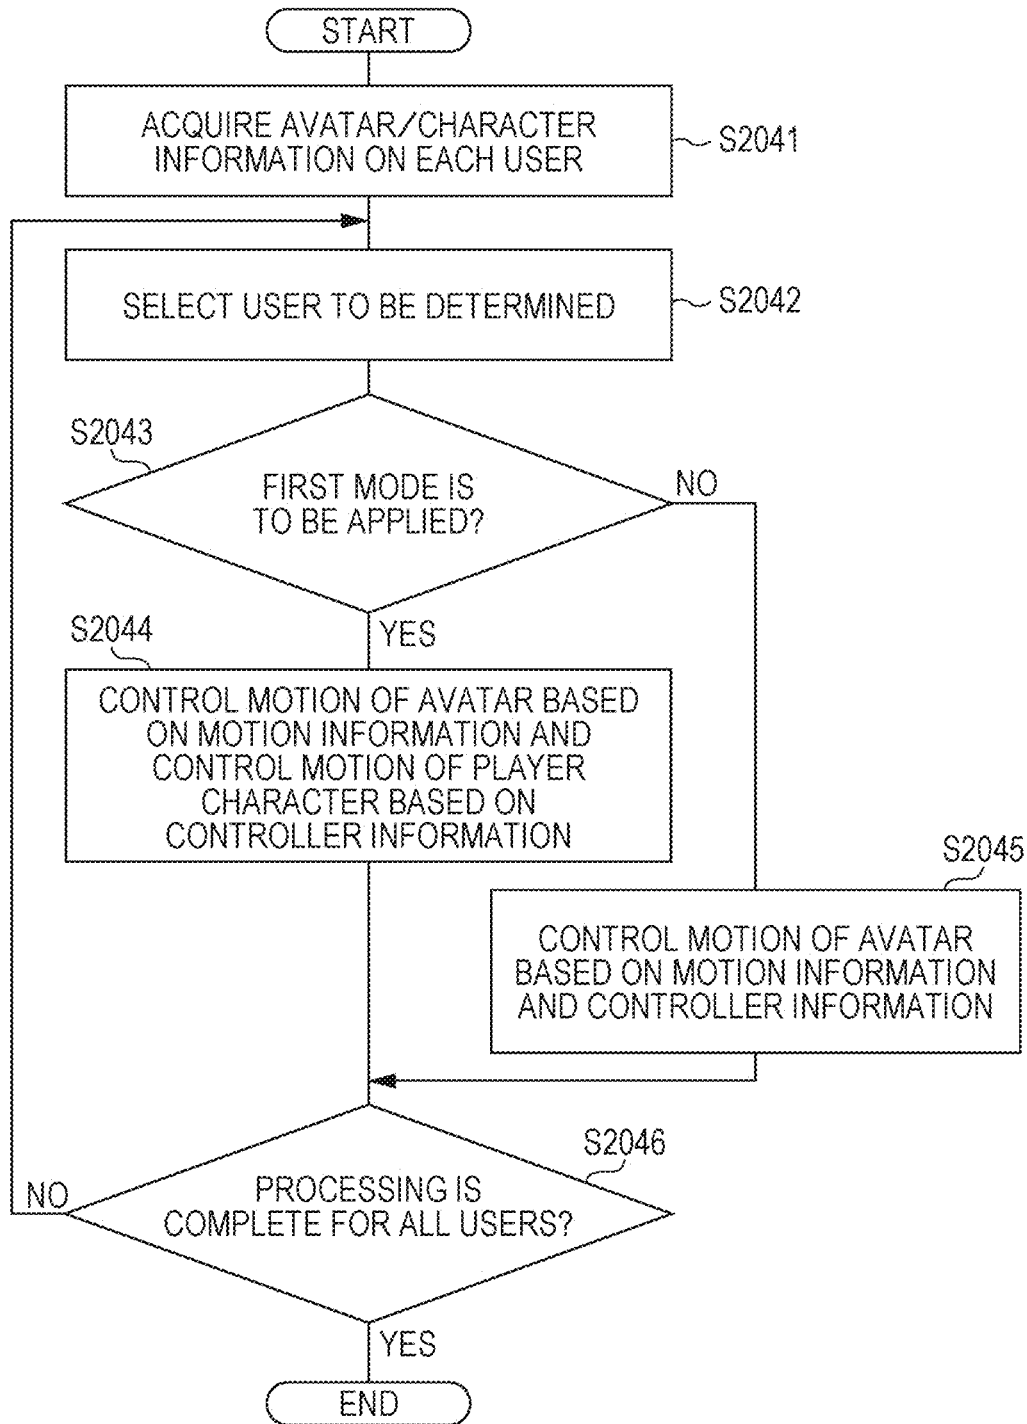 START
ACQUIRE AVATAR/CHARACTER
INFORMATION ON EACH USER
S2041
SELECT USER TO BE DETERMINED
S2042
S2043
FIRST MODE IS
TO BE APPLIED?
NO
YES
S2044
CONTROL MOTION OF AVATAR BASED
ON MOTION INFORMATION AND
CONTROL MOTION OF PLAYER
CHARACTER BASED ON
CONTROLLER INFORMATION
S2045
CONTROL MOTION OF AVATAR
BASED ON MOTION INFORMATION
AND CONTROLLER INFORMATION
S2046
PROCESSING IS
COMPLETE FOR ALL USERS?
NO
YES
END